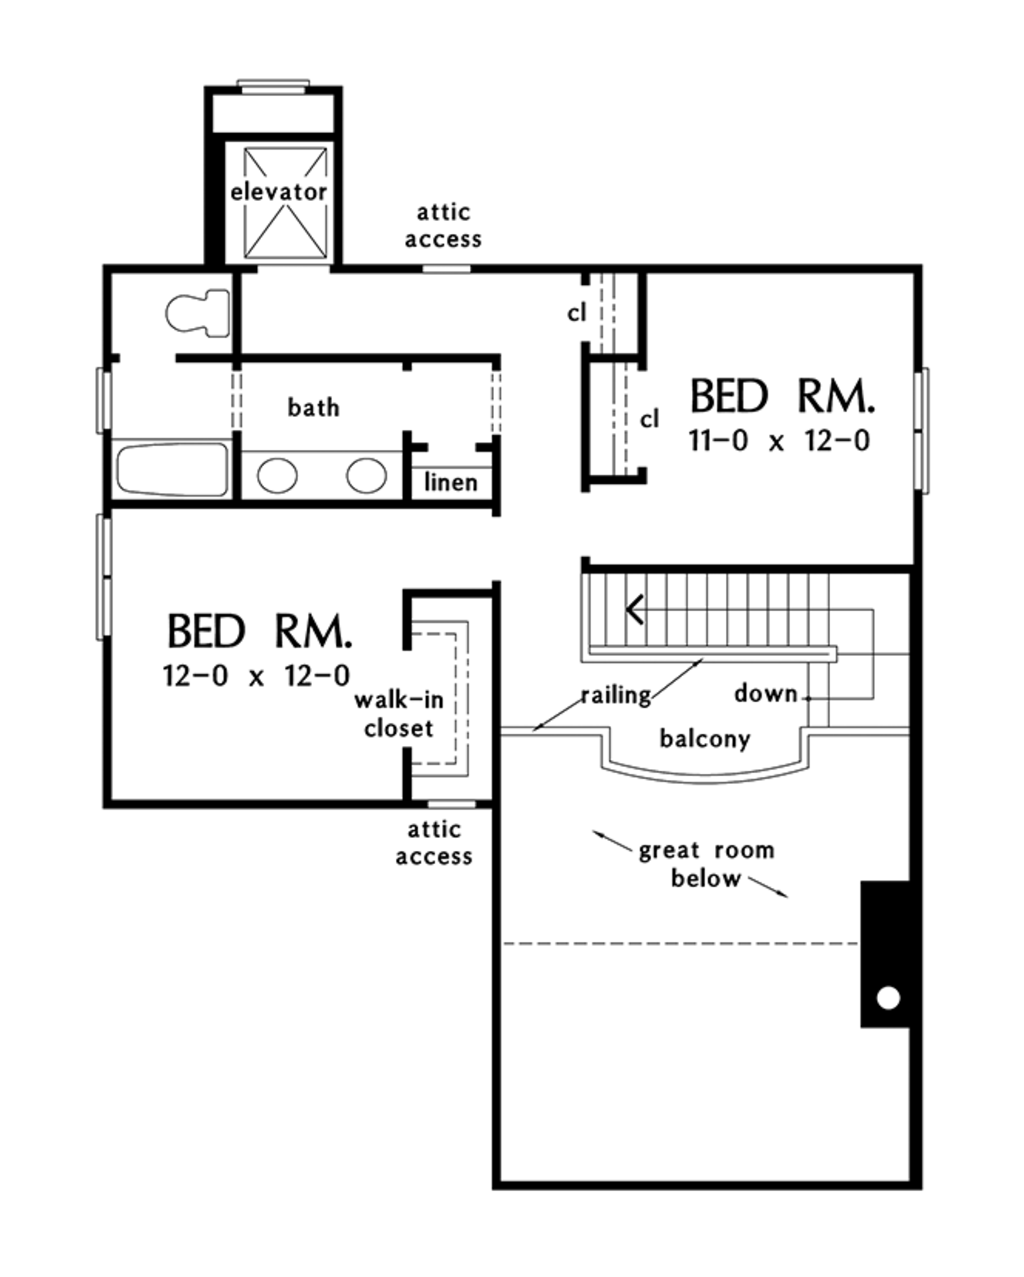 elevator
attic
access
cl
BED RM.
11-0 x 12-0
cl
bath
linen
BED RM.
12-0 x 12-0
walk-in
closet
railing
down
balcony
attic
access
great room
below